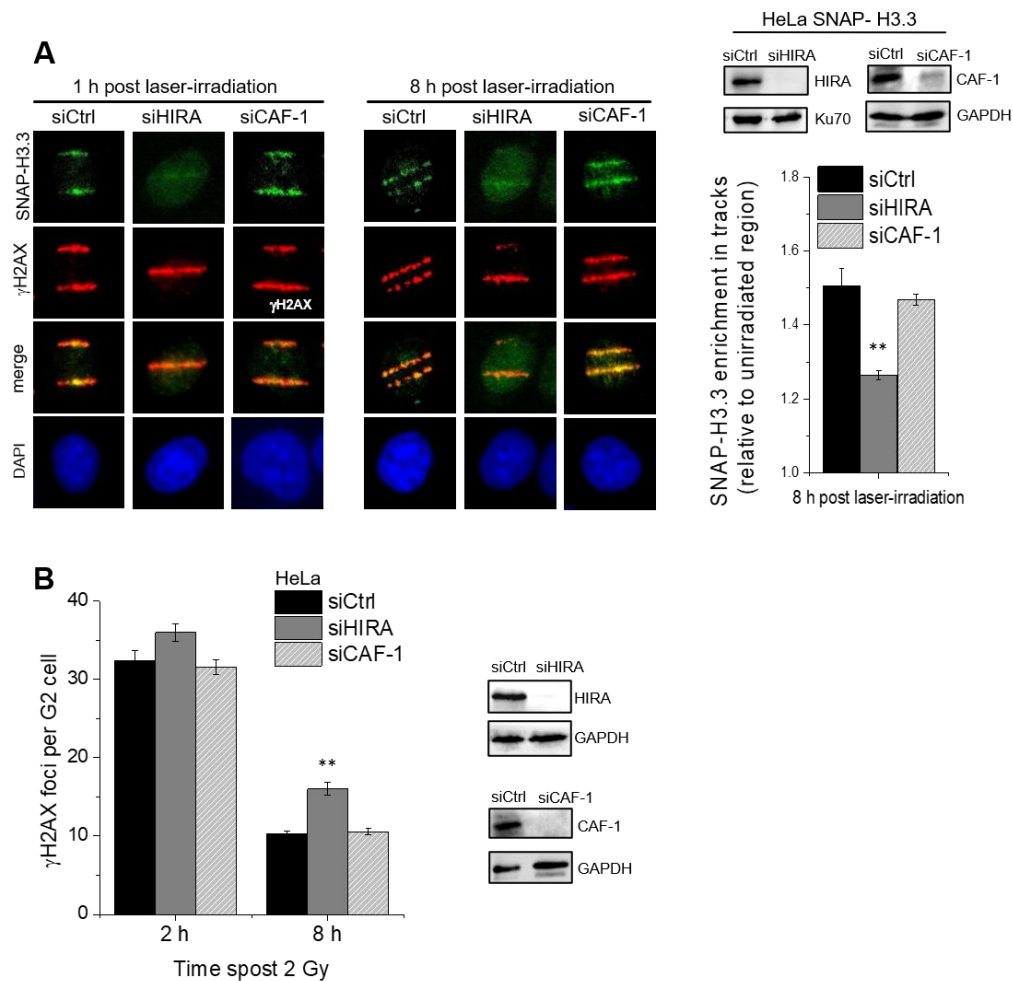 A
1 h post laser-irradiation
siCtrl siHIRA siCAF-1
8 h post laser-irradiation
siCtrl siHIRA siCAF-1
SNAP-H3.3
γH2AX
γH2AX
merge
DAPI
HeLa SNAP- H3.3
siCtrl siHIRA
HIRA
Ku70
siCtrl siCAF-1
CAF-1
GAPDH
SNAP-H3.3 enrichment in tracks
(relative to unirradiated region)
1.8
1.6
1.4
1.2
1.0
siCtrl
siHIRA
siCAF-1
**
8 h post laser-irradiation
B
γH2AX foci per G2 cell
40
30
20
10
0
HeLa
siCtrl
siHIRA
siCAF-1
**
2 h 8 h
Time spost 2 Gy
siCtrl siHIRA
HIRA
GAPDH
siCtrl siCAF-1
CAF-1
GAPDH